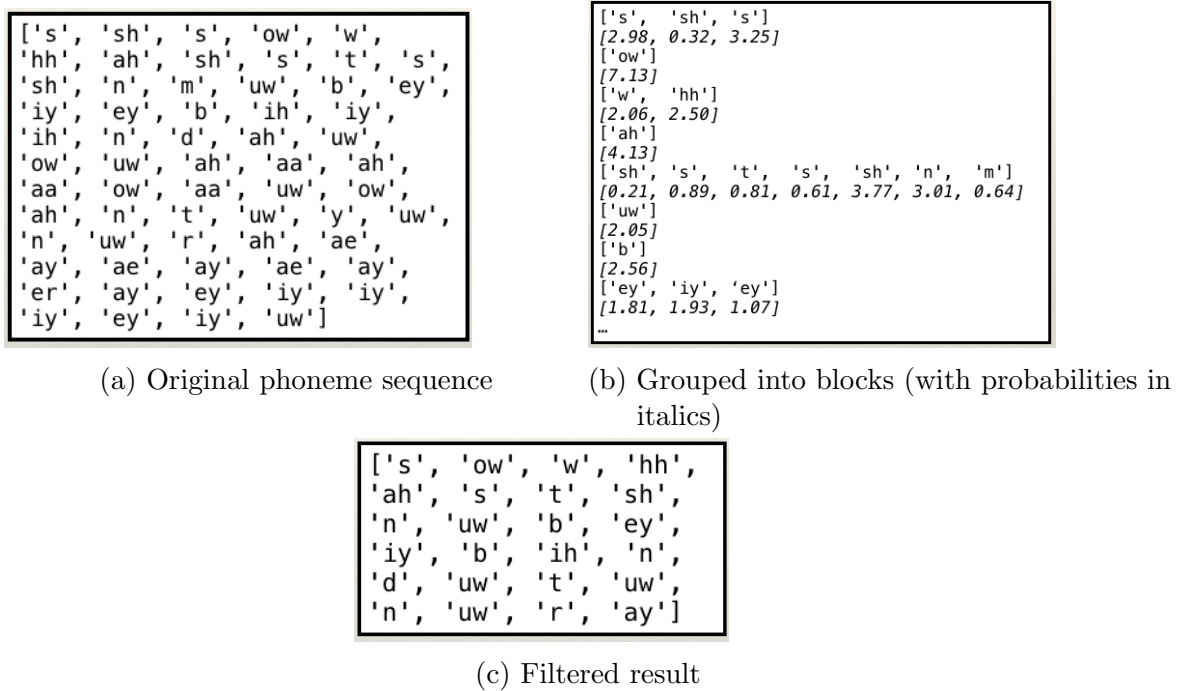 ['s', 'sh', 's', 'ow', 'w',
'hh', 'ah', 'sh', 's', 't', 's',
'sh', 'n', 'm', 'uw', 'b', 'ey',
'iy', 'ey', 'b', 'ih', 'iy',
'ih', 'n', 'd', 'ah', 'uw',
'ow', 'uw', 'ah', 'aa', 'ah',
'aa', 'ow', 'aa', 'uw', 'ow',
'ah', 'n', 't', 'uw', 'y', 'uw',
'n', 'uw', 'r', 'ah', 'ae',
'ay', 'ae', 'ay', 'ae', 'ay',
'er', 'ay', 'ey', 'iy', 'iy',
'iy', 'ey', 'iy', 'uw']
(a) Original phoneme sequence
['s', 'sh', 's']
[2.98, 0.32, 3.25]
['ow']
[7.13]
['w', 'hh']
[2.06, 2.50]
['ah']
[4.13]
['sh', 's', 't', 's', 'sh', 'n', 'm']
[0.21, 0.89, 0.81, 0.61, 3.77, 3.01, 0.64]
['uw']
[2.05]
['b']
[2.56]
['ey', 'iy', ‘ey']
[1.81, 1.93, 1.07]
…
(b) Grouped into blocks (with probabilities in
italics)
['s', 'ow', 'w', 'hh',
'ah', 's', 't', 'sh',
'n', 'uw', 'b', 'ey',
'iy', 'b', 'ih', 'n',
'd', 'uw', 't', 'uw',
'n', 'uw', 'r', 'ay']
(c) Filtered result